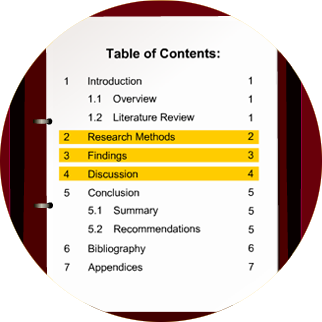 Table of Contents:
1 Introduction 1
1.1 Overview 1
1.2 Literature Review 1
2 Research Methods 2
3 Findings 3
4 Discussion 4
5 Conclusion 5
5.1 Summary 5
5.2 Recommendations 5
6 Bibliography 6
7 Appendices 7